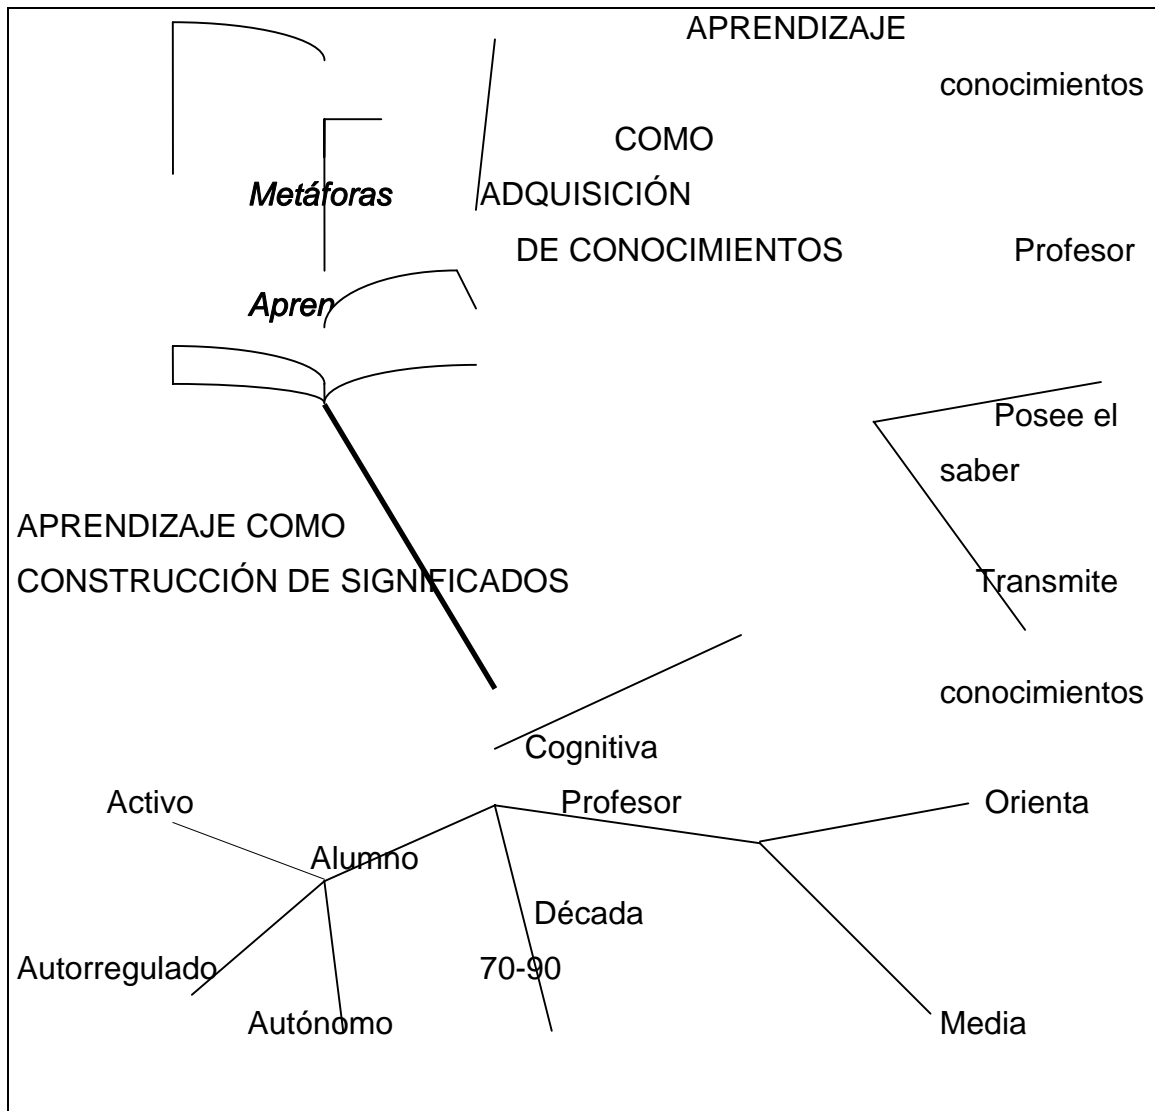 APRENDIZAJE
conocimientos
COMO
Metáforas ADQUISICIÓN
DE CONOCIMIENTOS Profesor
Apren
Posee el
saber
APRENDIZAJE COMO
CONSTRUCCIÓN DE SIGNIFICADOS Transmite
conocimientos
Cognitiva
Activo Profesor Orienta
Alumno
Década
Autorregulado 70-90
Autónomo Media